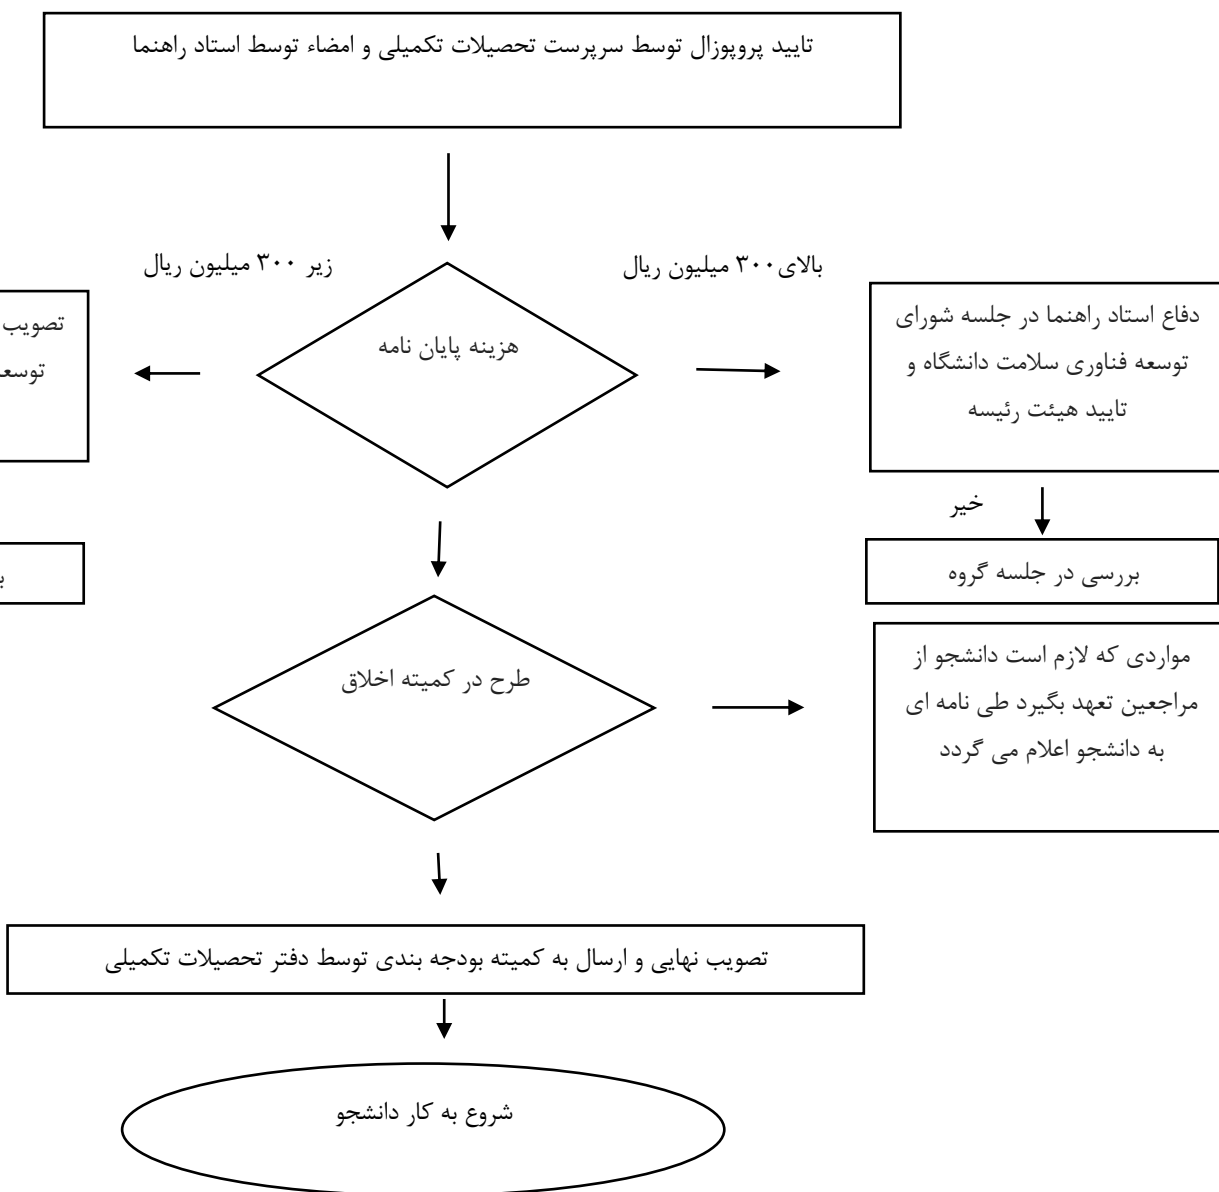 تایید پروپوزال توسط سرپرست تحصیلات تکمیلی و امضاء توسط استاد راهنما
بالای۳۰۰ میلیون ریال
زیر ۳۰۰ میلیون ریال
دفاع استاد راهنما در جلسه شورای
توسعه فناوری سلامت دانشگاه و
تایید هیئت رئیسه
هزینه پایان نامه
تصویب
توسعه
خیر
بررسی در جلسه گروه
مواردی که لازم است دانشجو از
مراجعین تعهد بگیرد طی نامه ای
به دانشجو اعلام می گردد
طرح در کمیته اخلاق
تصویب نهایی و ارسال به کمیته بودجه بندی توسط دفتر تحصیلات تکمیلی
شروع به کار دانشجو